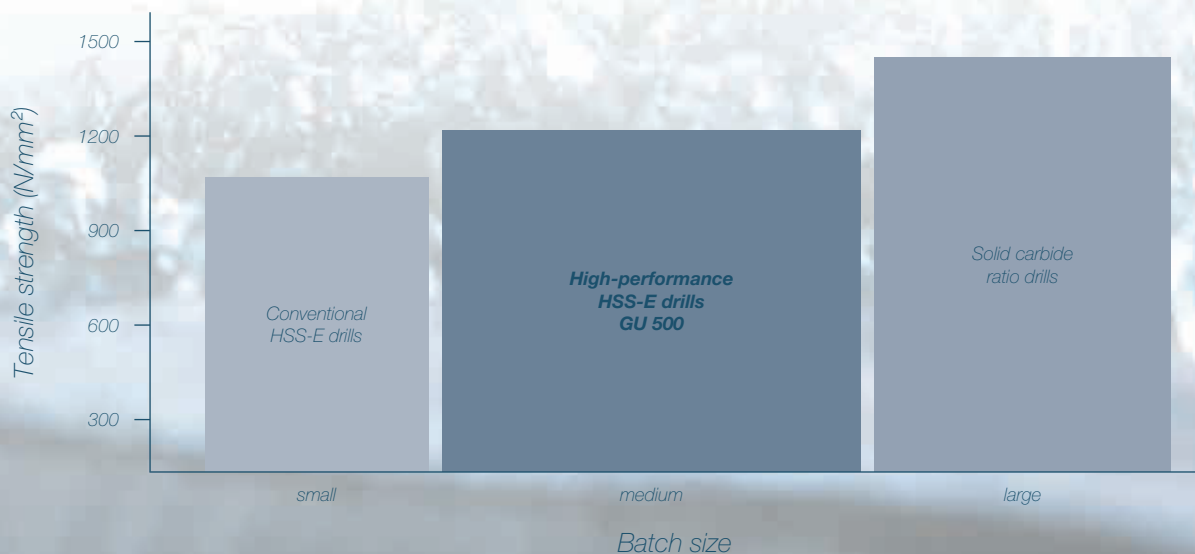 1500
1200
900
600
300
Tensile strength (N/mm²)
Conventional
HSS-E drills
High-performance
HSS-E drills
GU 500
Solid carbide
ratio drills
small
medium
large
Batch size